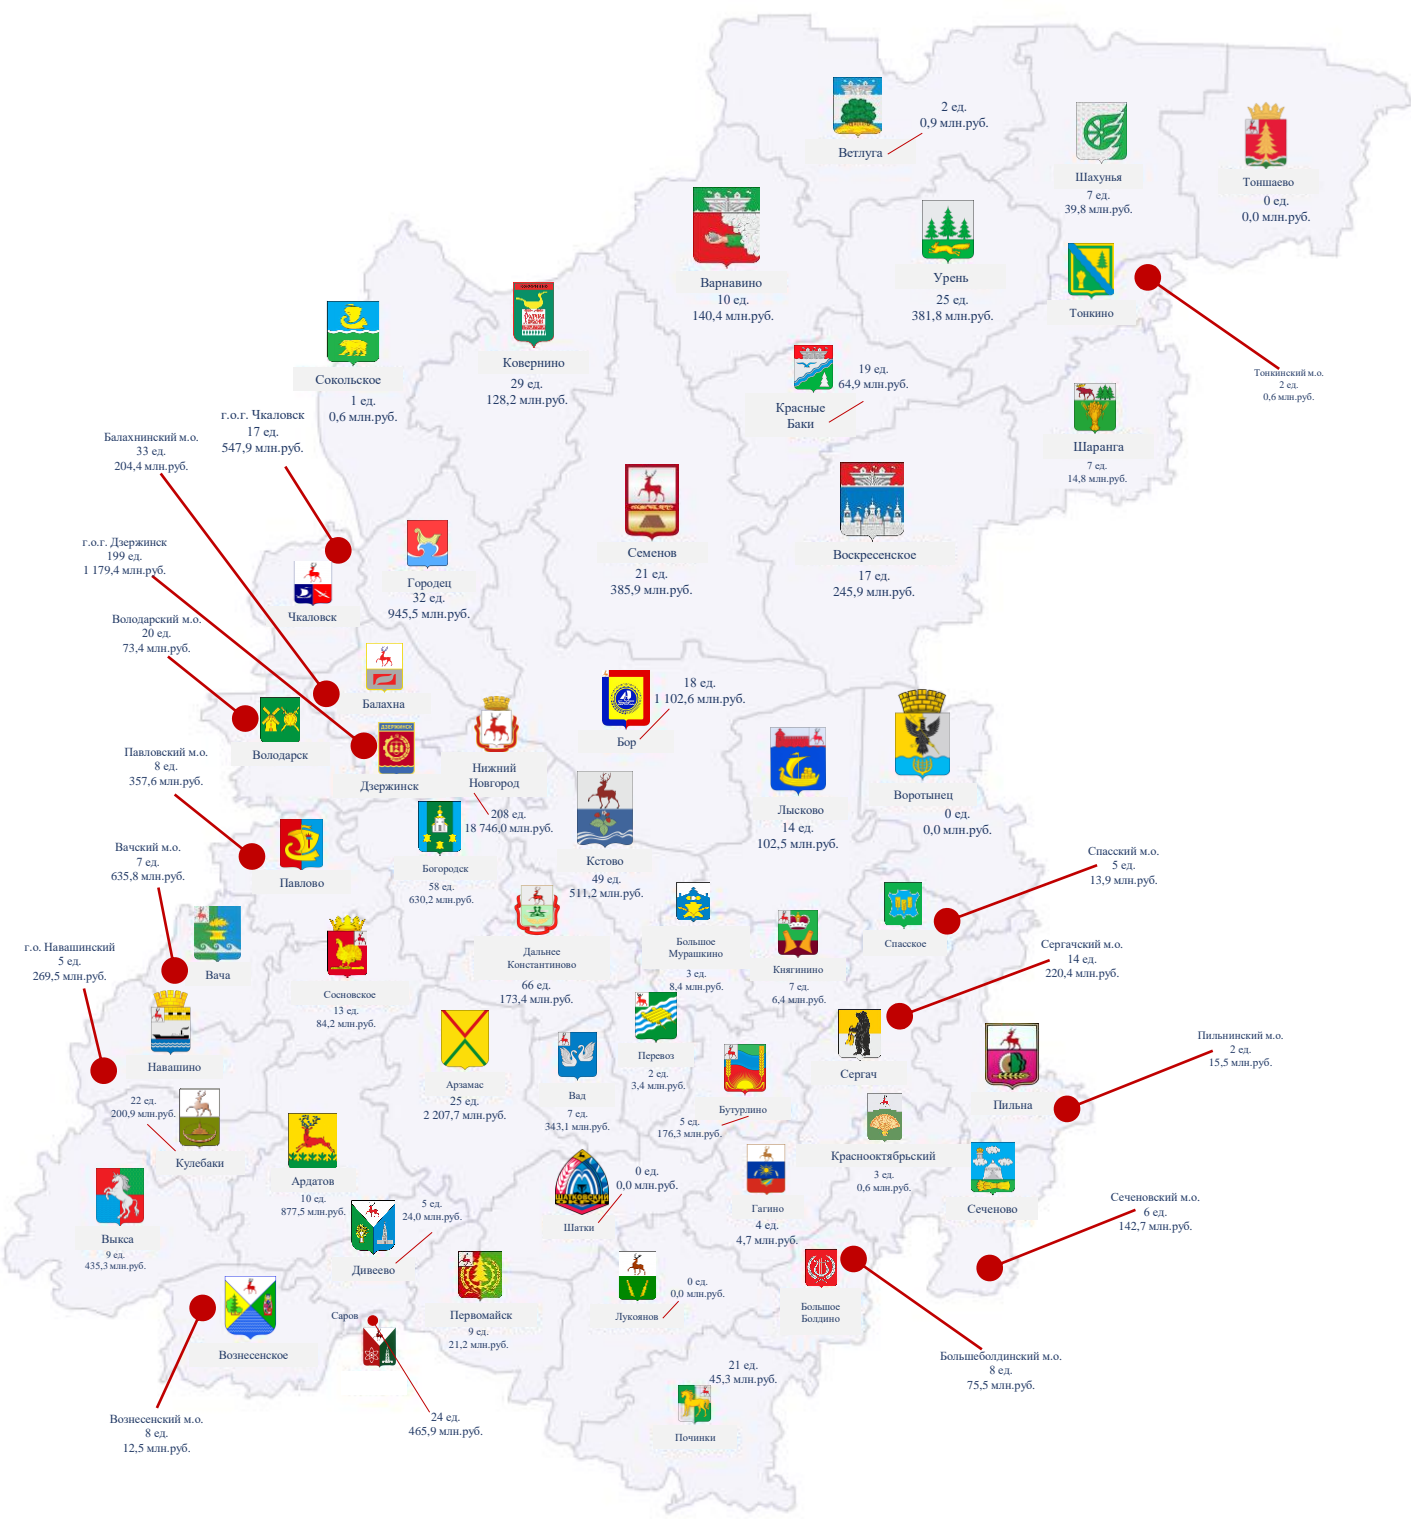 2 ед.
0,9 млн.руб.
Ветлуга
Шахунья
7 ед.
39,8 млн.руб.
Тоншаево
0 ед.
0,0 млн.руб.
Варнавино
10 ед.
140,4 млн.руб.
Урень
25 ед.
381,8 млн.руб.
Тонкино
Тонкинский м.о.
2 ед.
0,6 млн.руб.
Сокольское
1 ед.
0,6 млн.руб.
Ковернино
29 ед.
128,2 млн.руб.
19 ед.
64,9 млн.руб.
Красные
Баки
Шаранга
7 ед.
14,8 млн.руб.
г.о.г. Чкаловск
17 ед.
547,9 млн.руб.
Балахнинский м.о.
33 ед.
204,4 млн.руб.
г.о.г. Дзержинск
199 ед.
1 179,4 млн.руб.
Чкаловск
Городец
32 ед.
945,5 млн.руб.
Семенов
21 ед.
385,9 млн.руб.
Воскресенское
17 ед.
245,9 млн.руб.
Володарский м.о.
20 ед.
73,4 млн.руб.
Балахна
Володарск
ДЗЕРЖИНСК
Дзержинск
Нижний
Новгород
208 ед.
18 746,0 млн.руб.
18 ед.
1 102,6 млн.руб.
Бор
Лысково
14 ед.
102,5 млн.руб.
Воротынец
0 ед.
0,0 млн.руб.
Павловский м.о.
8 ед.
357,6 млн.руб.
Павлово
Богородск
58 ед.
630,2 млн.руб.
Кстово
49 ед.
511,2 млн.руб.
Вачский м.о.
7 ед.
635,8 млн.руб.
Спасский м.о.
5 ед.
13,9 млн.руб.
Спасское
г.о. Навашинский
5 ед.
269,5 млн.руб.
Вача
Сосновское
13 ед.
84,2 млн.руб.
Дальнее
Константиново
66 ед.
173,4 млн.руб.
Большое
Мурашкино
3 ед.
8,4 млн.руб.
Княгинино
7 ед.
6,4 млн.руб.
Сергачский м.о.
14 ед.
220,4 млн.руб.
Навашино
Арзамас
25 ед.
2 207,7 млн.руб.
Вад
7 ед.
343,1 млн.руб.
Перевоз
2 ед.
3,4 млн.руб.
Бутурлино
5 ед.
176,3 млн.руб.
Сергач
Пильна
Пильнинский м.о.
2 ед.
15,5 млн.руб.
22 ед.
200,9 млн.руб.
Кулебаки
Ардатов
10 ед.
877,5 млн.руб.
ШАТКОВСКИЙ
ОКРУГ
0 ед.
0,0 млн.руб.
Шатки
Гагино
4 ед.
4,7 млн.руб.
Краснооктябрьский
3 ед.
0,6 млн.руб.
Сеченово
Сеченовский м.о.
6 ед.
142,7 млн.руб.
Выкса
9 ед.
435,3 млн.руб.
5 ед.
24,0 млн.руб.
Дивеево
Вознесенское
Саров
Первомайск
9 ед.
21,2 млн.руб.
0 ед.
0,0 млн.руб.
Лукоянов
Большое
Болдино
Большеболдинский м.о.
8 ед.
75,5 млн.руб.
Вознесенский м.о.
8 ед.
12,5 млн.руб.
24 ед.
465,9 млн.руб.
21 ед.
45,3 млн.руб.
Починки